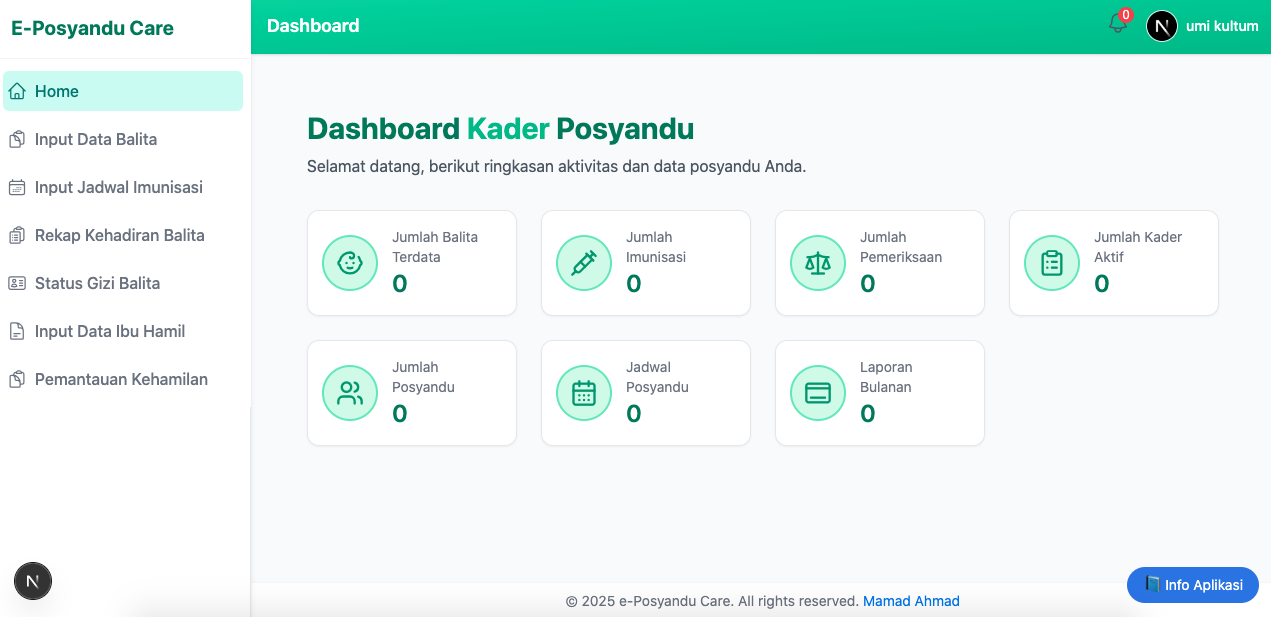 E-Posyandu Care
Home
Input Data Balita
Input Jadwal Imunisasi
Rekap Kehadiran Balita
Status Gizi Balita
Input Data Ibu Hamil
Pemantauan Kehamilan
N
Dashboard
0
N
umi kultum
Dashboard Kader Posyandu
Selamat datang, berikut ringkasan aktivitas dan data posyandu Anda.
Jumlah Balita
Terdata
0
Jumlah
Imunisasi
0
Jumlah
Pemeriksaan
0
Jumlah Kader
Aktif
0
Jumlah
Posyandu
0
Jadwal
Posyandu
0
Laporan
Bulanan
0
Info Aplikasi
© 2025 e-Posyandu Care. All rights reserved. Mamad Ahmad